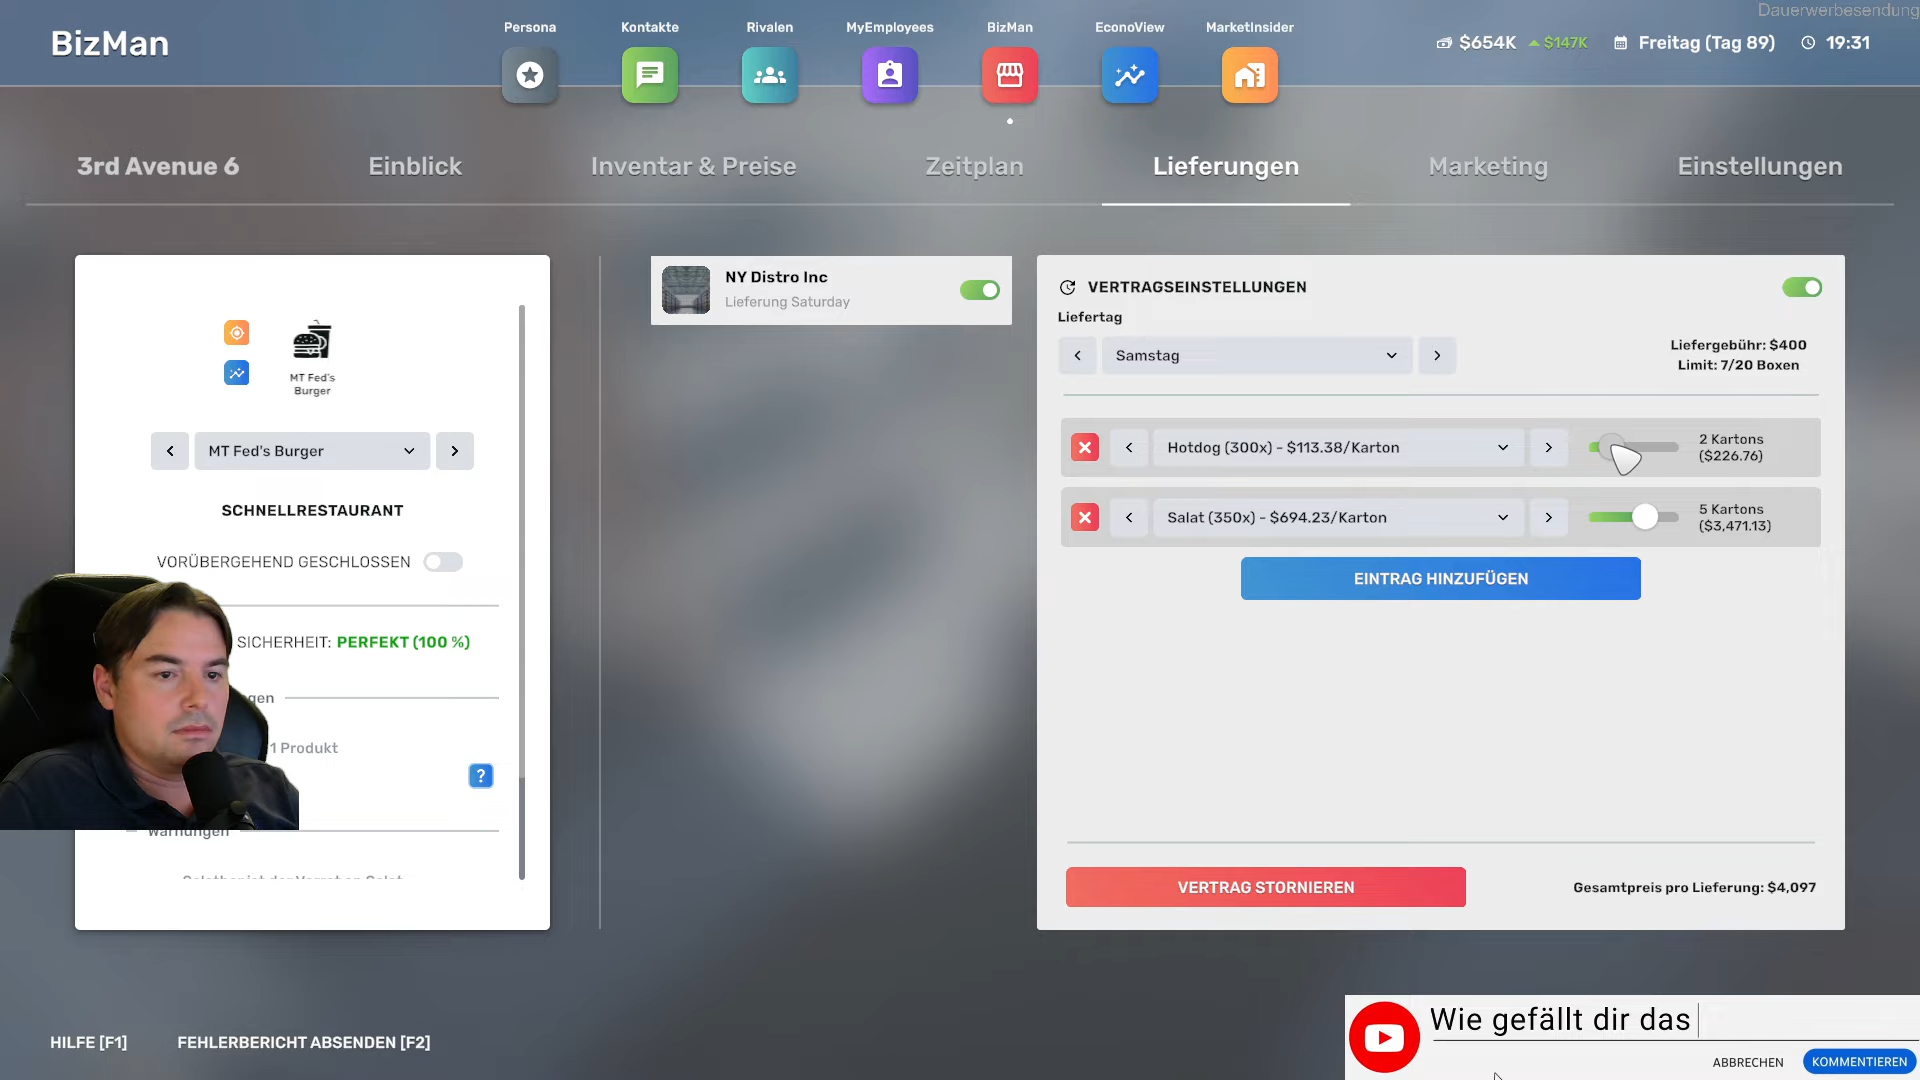 Dauerwerbesendung
BizMan
Persona
Kontakte
Rivalen
MyEmployees
BizMan
EconoView
MarketInsider
$654K
$147K
Freitag (Tag 89)
19:31
3rd Avenue 6
Einblick
Inventar & Preise
Zeitplan
Lieferungen
Marketing
Einstellungen
MT Fed's
Burger
MT Fed's Burger
SCHNELLRESTAURANT
VORÜBERGEHEND GESCHLOSSEN
SICHERHEIT: PERFEKT (100 %)
gen
1 Produkt
?
Warnungen
NY Distro Inc
Lieferung Saturday
VERTRAGSEINSTELLUNGEN
Liefertag
Samstag
Liefergebühr: $400
Limit: 7/20 Boxen
Hotdog (300x) - $113.38/Karton
2 Kartons
($226.76)
Salat (350x) - $694.23/Karton
5 Kartons
($3,471.13)
EINTRAG HINZUFÜGEN
VERTRAG STORNIEREN
Gesamtpreis pro Lieferung: $4,097
HILFE [F1]
FEHLERBERICHT ABSENDEN [F2]
Wie gefällt dir das
ABBRECHEN
KOMMENTIEREN